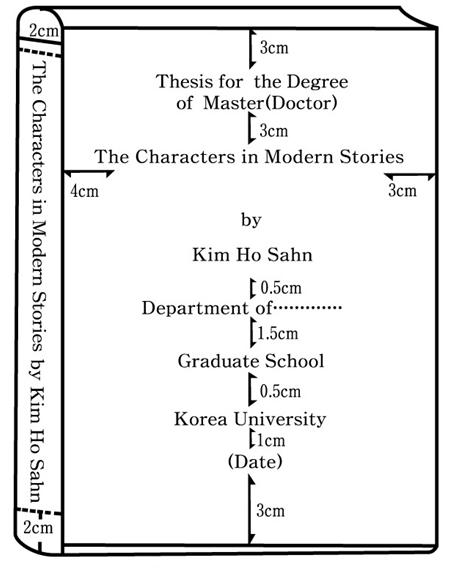 2cm
The Characters in Modern Stories by Kim Ho Sahn
2cm
3cm
Thesis for the Degree
of Master(Doctor)
3cm
The Characters in Modern Stories
4cm
3cm
by
Kim Ho Sahn
0.5cm
Department of·············
1.5cm
Graduate School
0.5cm
Korea University
1cm
(Date)
3cm